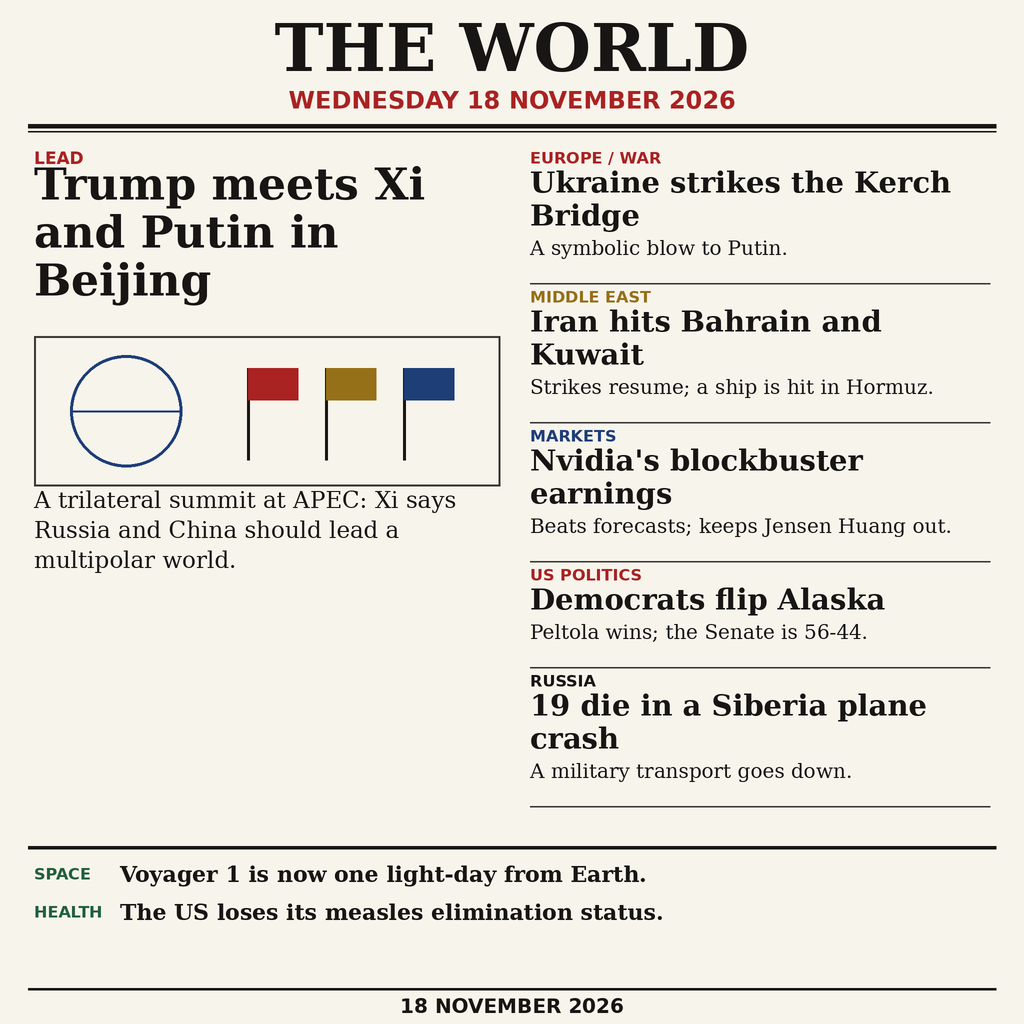 THE WORLD
WEDNESDAY 18 NOVEMBER 2026
LEAD
Trump meets Xi
and Putin in
Beijing
A trilateral summit at APEC: Xi says
Russia and China should lead a
multipolar world.
EUROPE / WAR
Ukraine strikes the Kerch
Bridge
A symbolic blow to Putin.
MIDDLE EAST
Iran hits Bahrain and
Kuwait
Strikes resume; a ship is hit in Hormuz.
MARKETS
Nvidia's blockbuster
earnings
Beats forecasts; keeps Jensen Huang out.
US POLITICS
Democrats flip Alaska
Peltola wins; the Senate is 56-44.
RUSSIA
19 die in a Siberia plane
crash
A military transport goes down.
SPACE Voyager 1 is now one light-day from Earth.
HEALTH The US loses its measles elimination status.
18 NOVEMBER 2026